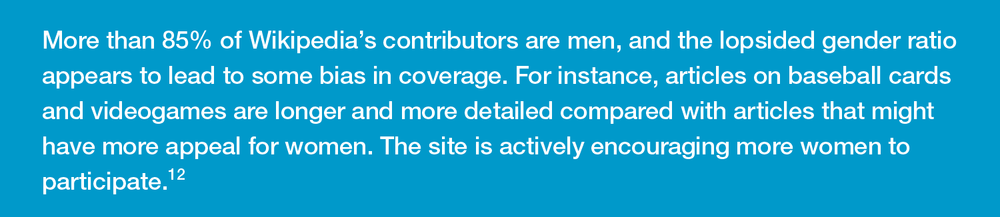 More than 85% of Wikipedia’s contributors are men, and the lopsided gender ratio
appears to lead to some bias in coverage. For instance, articles on baseball cards
and videogames are longer and more detailed compared with articles that might
have more appeal for women. The site is actively encouraging more women to
participate.¹²